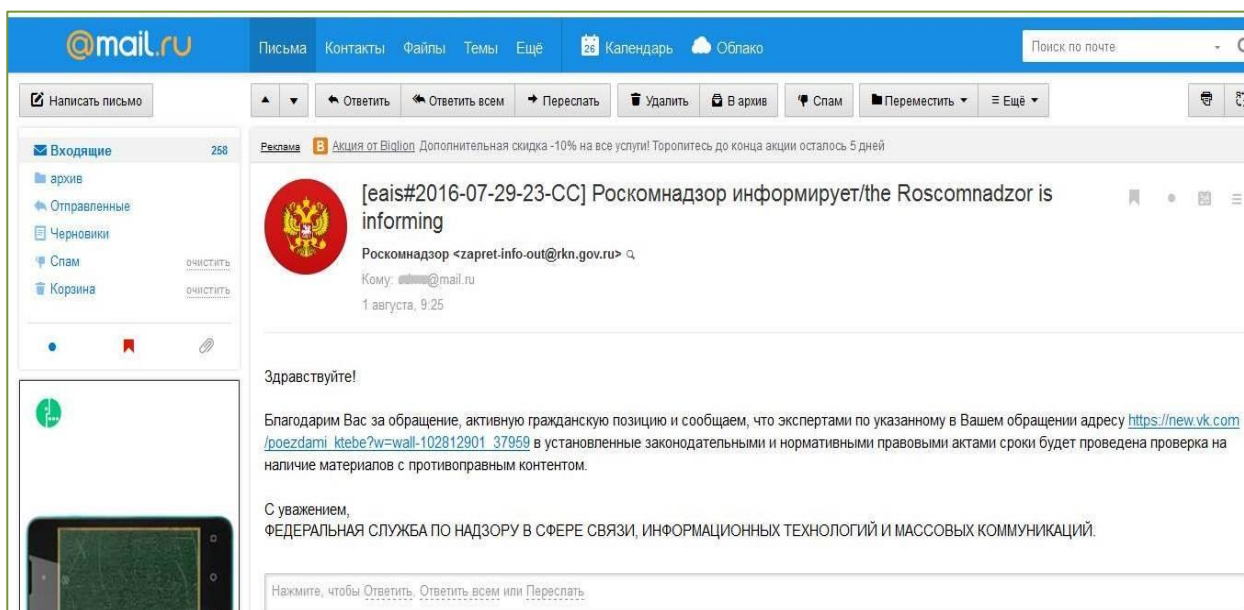 @mail.ru
Письма Контакты Файлы Темы Ещё 26 Календарь Облако Поиск по почте
Написать письмо Ответить Ответить всем Переслать Удалить В архив Спам Переместить Ещё
Входящие 258
архив
Отправленные
Черновики
Спам очистить
Корзина очистить
Реклама B Акция от Biglion Дополнительная скидка -10% на все услуги! Торопитесь до конца акции осталось 5 дней
[eais#2016-07-29-23-CC] Роскомнадзор информирует/the Roscomnadzor is
informing
Роскомнадзор <zapret-info-out@rkn.gov.ru>
Кому: @mail.ru
1 августа, 9:25
Здравствуйте!
Благодарим Вас за обращение, активную гражданскую позицию и сообщаем, что экспертами по указанному в Вашем обращении адресу https://new.vk.com
/poezdami_ktebe?w=wall-102812901_37959 в установленные законодательными и нормативными правовыми актами сроки будет проведена проверка на
наличие материалов с противоправным контентом.
С уважением,
ФЕДЕРАЛЬНАЯ СЛУЖБА ПО НАДЗОРУ В СФЕРЕ СВЯЗИ, ИНФОРМАЦИОННЫХ ТЕХНОЛОГИЙ И МАССОВЫХ КОММУНИКАЦИЙ.
Нажмите, чтобы Ответить, Ответить всем или Переслать